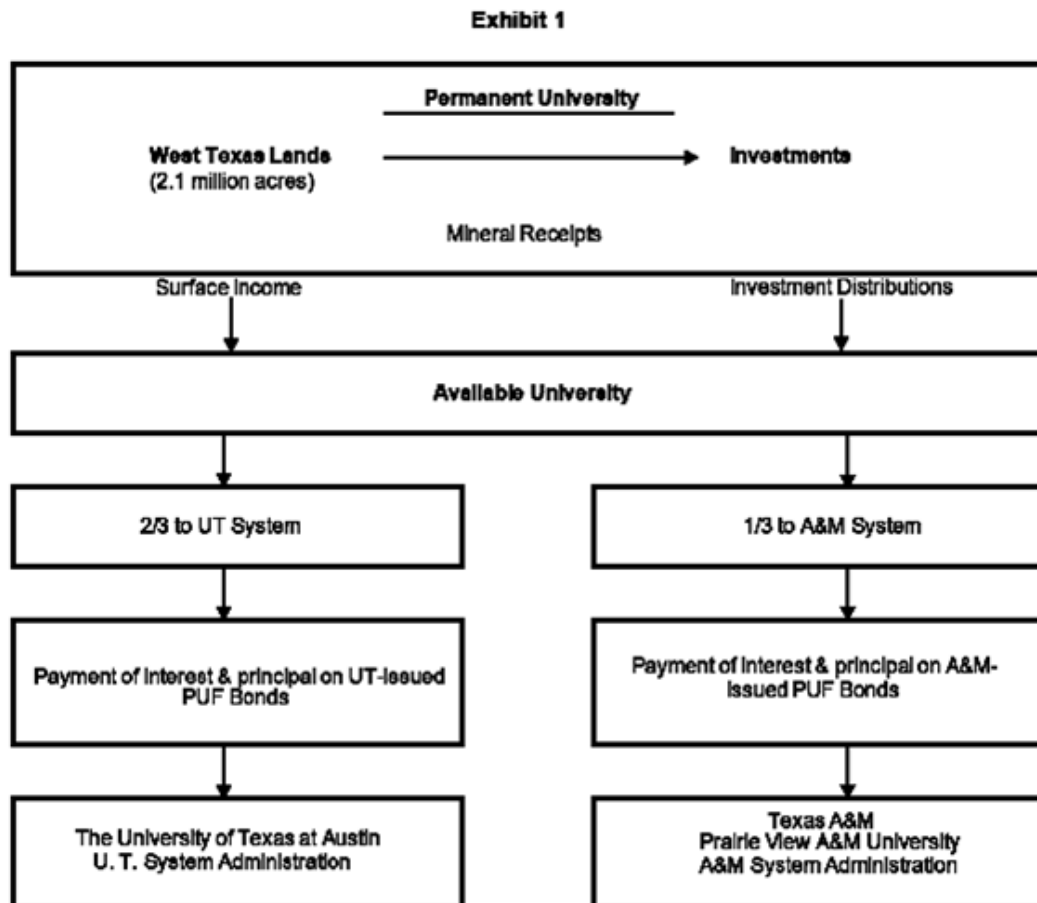 Exhibit 1
Permanent University
West Texas Lands
(2.1 million acres)
Investments
Mineral Receipts
Surface Income
Investment Distributions
Available University
2/3 to UT System
1/3 to A&M System
Payment of Interest & principal on UT-Issued
PUF Bonds
Payment of Interest & principal on A&M-
Issued PUF Bonds
The University of Texas at Austin
U. T. System Administration
Texas A&M
Prairie View A&M University
A&M System Administration